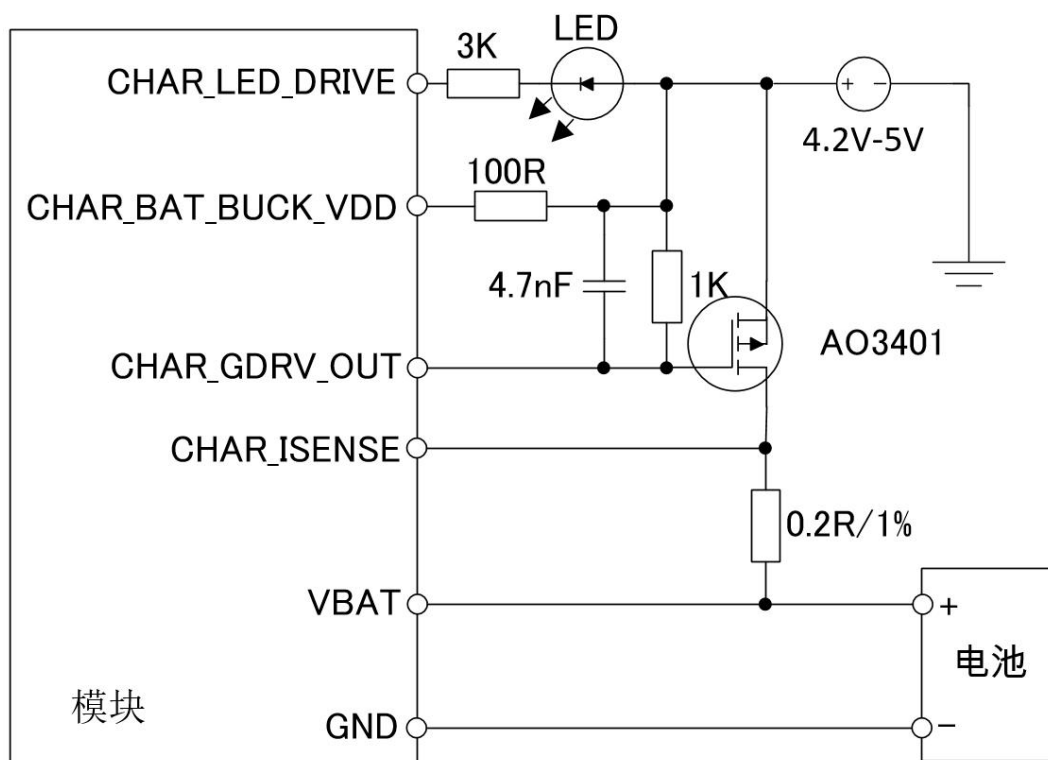 LED
3K
CHAR_LED_DRIVE
+ −
4.2V-5V
100R
CHAR_BAT_BUCK_VDD
4.7nF
1K
AO3401
CHAR_GDRV_OUT
CHAR_ISENSE
0.2R/1%
VBAT
+
电池
模块
GND
−